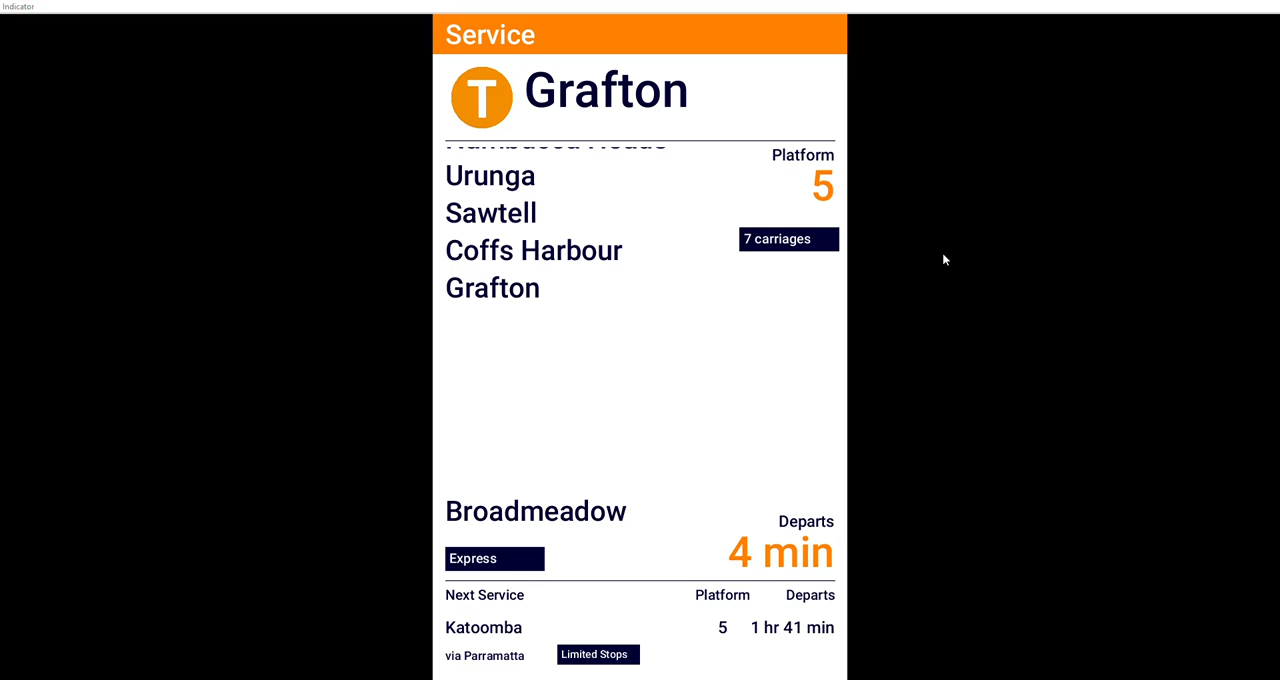 Indicator
Service
T Grafton
Platform
5
Urunga
Sawtell
7 carriages
Coffs Harbour
Grafton
Broadmeadow
Departs
4 min
Express
Next Service Platform Departs
Katoomba 5 1 hr 41 min
via Parramatta Limited Stops